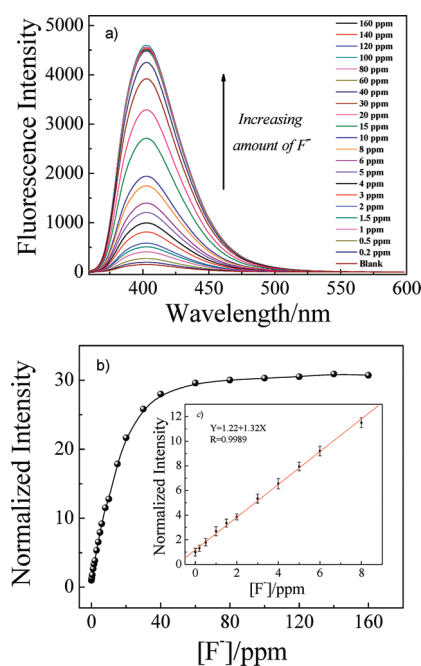 a)
5000
4000
3000
2000
1000
0
Fluorescence Intensity
Increasing
amount of F⁻
160 ppm
140 ppm
120 ppm
100 ppm
80 ppm
60 ppm
40 ppm
30 ppm
20 ppm
15 ppm
10 ppm
8 ppm
6 ppm
5 ppm
4 ppm
3 ppm
2 ppm
1.5 ppm
1 ppm
0.5 ppm
0.2 ppm
Blank
400 450 500 550 600
Wavelength/nm
b)
40
30
20
10
0
Normalized Intensity
0 40 80 120 160
[F⁻]/ppm
c)
Y=1.22+1.32X
R=0.9989
12
10
8
6
4
2
0
Normalized Intensity
0 2 4 6 8
[F⁻]/ppm